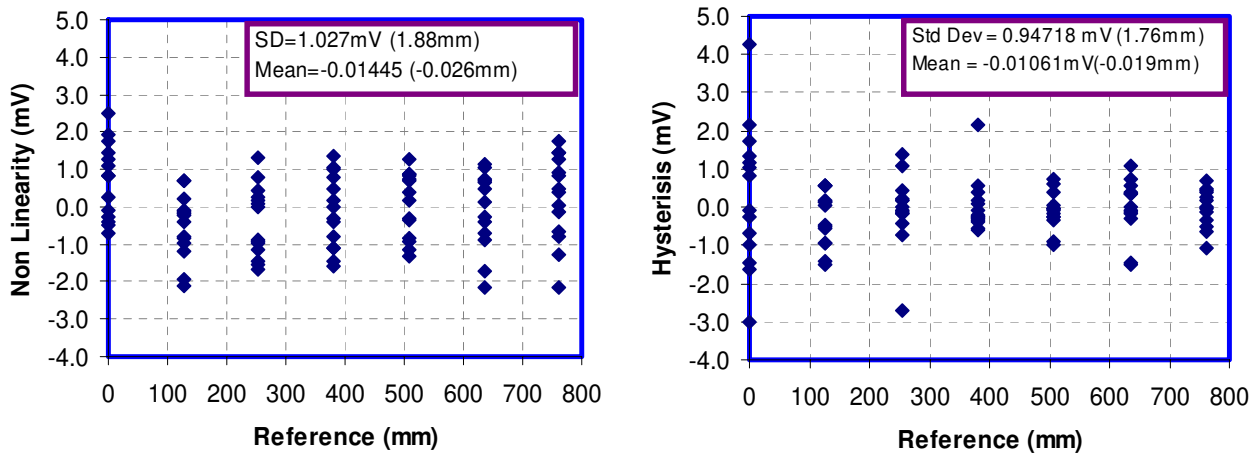 5.0
4.0
3.0
2.0
1.0
0.0
-1.0
-2.0
-3.0
-4.0
Non Linearity (mV)
SD=1.027mV (1.88mm)
Mean=-0.01445 (-0.026mm)
0 100 200 300 400 500 600 700 800
Reference (mm)
5.0
4.0
3.0
2.0
1.0
0.0
-1.0
-2.0
-3.0
-4.0
Hysterisis (mV)
Std Dev = 0.94718 mV (1.76mm)
Mean = -0.01061mV(-0.019mm)
0 100 200 300 400 500 600 700 800
Reference (mm)